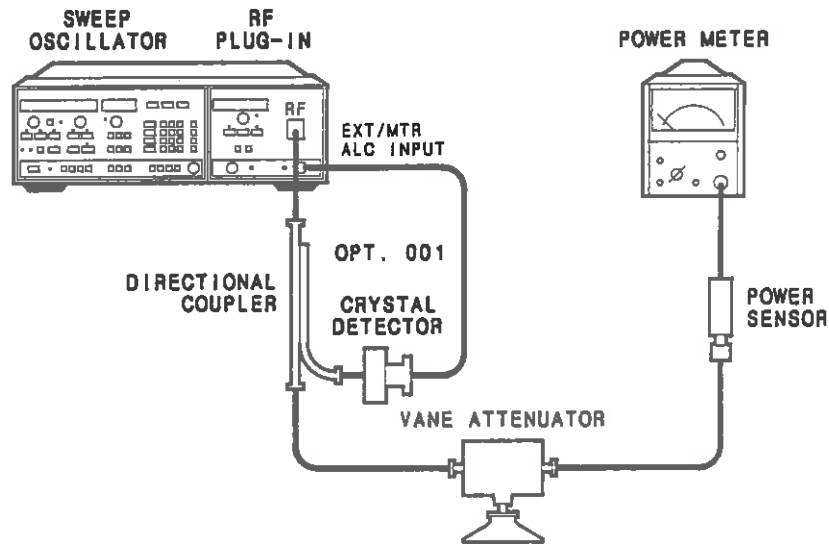 SWEEP
OSCILLATOR
RF
PLUG-IN
POWER METER
RF
EXT/MTR
ALC INPUT
OPT. 001
DIRECTIONAL
COUPLER
CRYSTAL
DETECTOR
POWER
SENSOR
VANE ATTENUATOR